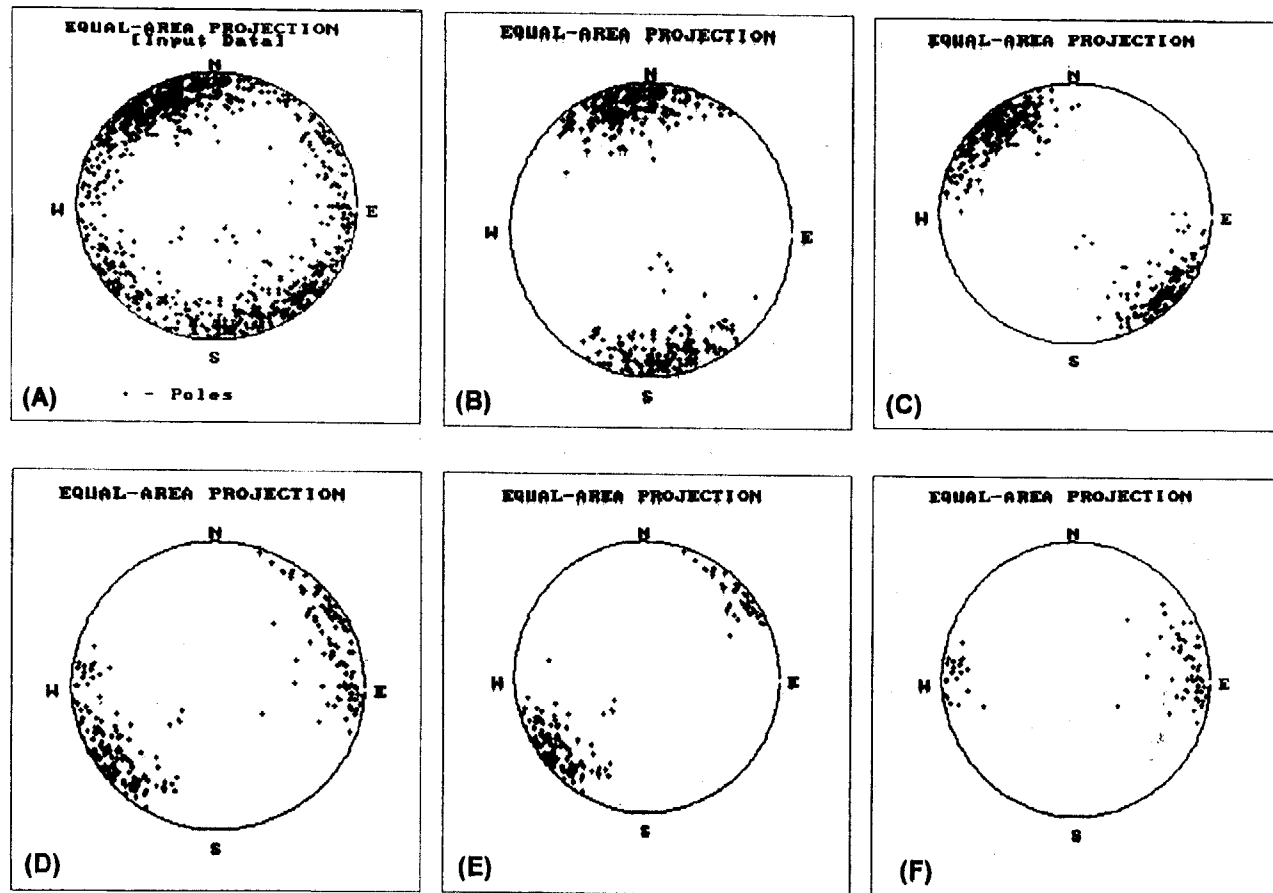 EQUAL-AREA PROJECTION
[Input Data]
N
W
E
S
+ - Poles
(A)
EQUAL-AREA PROJECTION
N
W
E
S
(B)
EQUAL-AREA PROJECTION
N
W
E
S
(C)
EQUAL-AREA PROJECTION
N
W
E
S
(D)
EQUAL-AREA PROJECTION
N
W
E
S
(E)
EQUAL-AREA PROJECTION
N
W
E
S
(F)